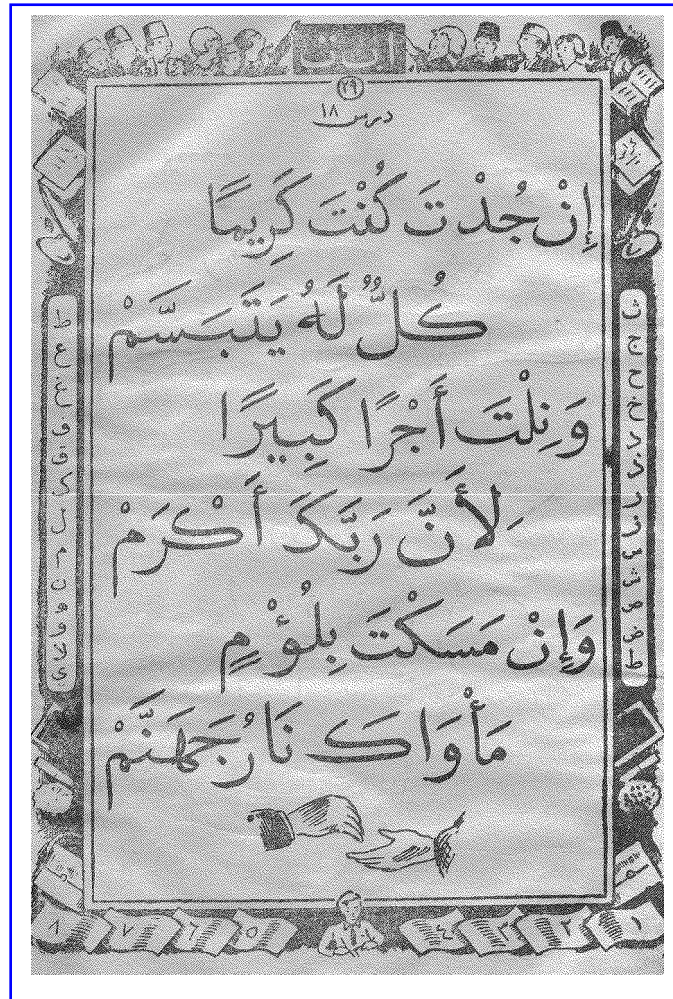 ا ب ت ث
٢٩
درس ١٨
إِنْ جُدْتَ كُنْتَ كَرِيمًا
كُلٌّ لَهُ يَتَبَسَّمْ
وَنِلْتَ أَجْرًا كَبِيرًا
لِأَنَّ رَبَّكَ أَكْرَمْ
وَإِنْ مَسَكْتَ بِلُؤْمٍ
مَأْوَاكَ نَارُ جَهَنَّمْ
ث
ج
ح
خ
د
ذ
ر
ز
س
ش
ص
ض
ط
ظ
ع
غ
ف
ق
ك
ل
م
ن
ه
و
لا
ي
١
٢
٣
٤
٥
٦
٧
٨